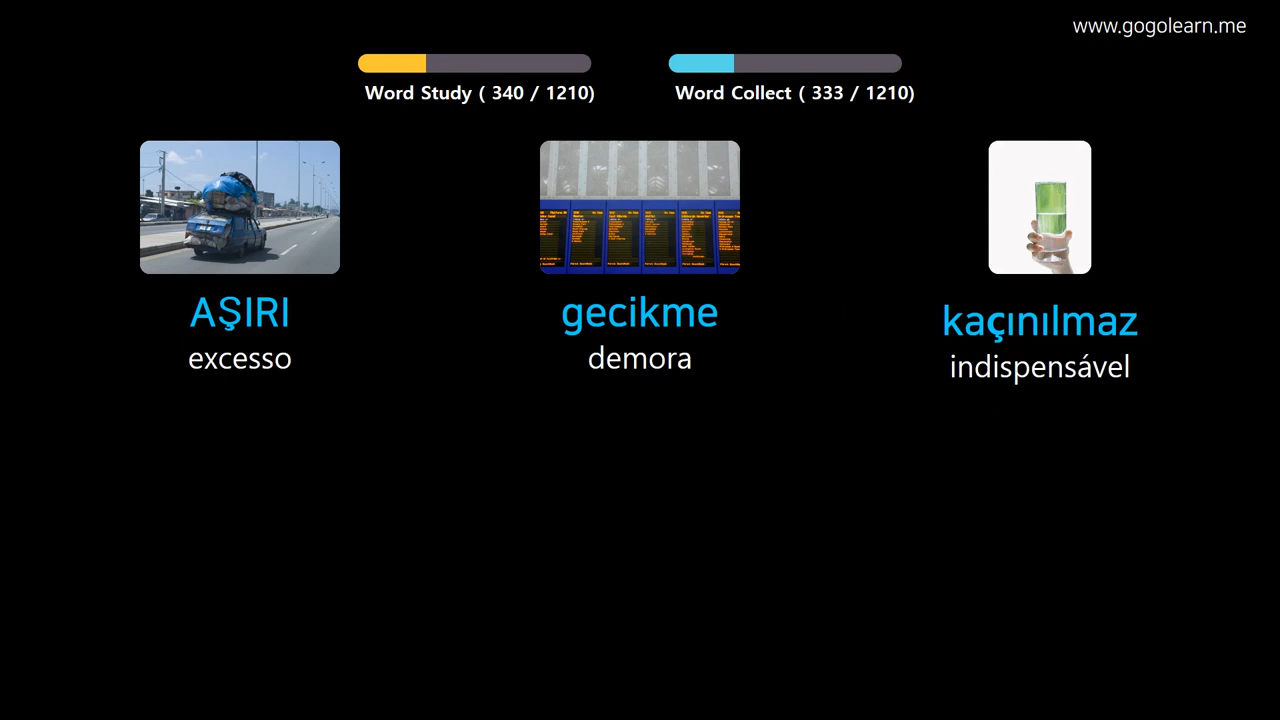 www.gogolearn.me
Word Study ( 340 / 1210)
Word Collect ( 333 / 1210)
AŞIRI
excesso
gecikme
demora
kaçınılmaz
indispensável